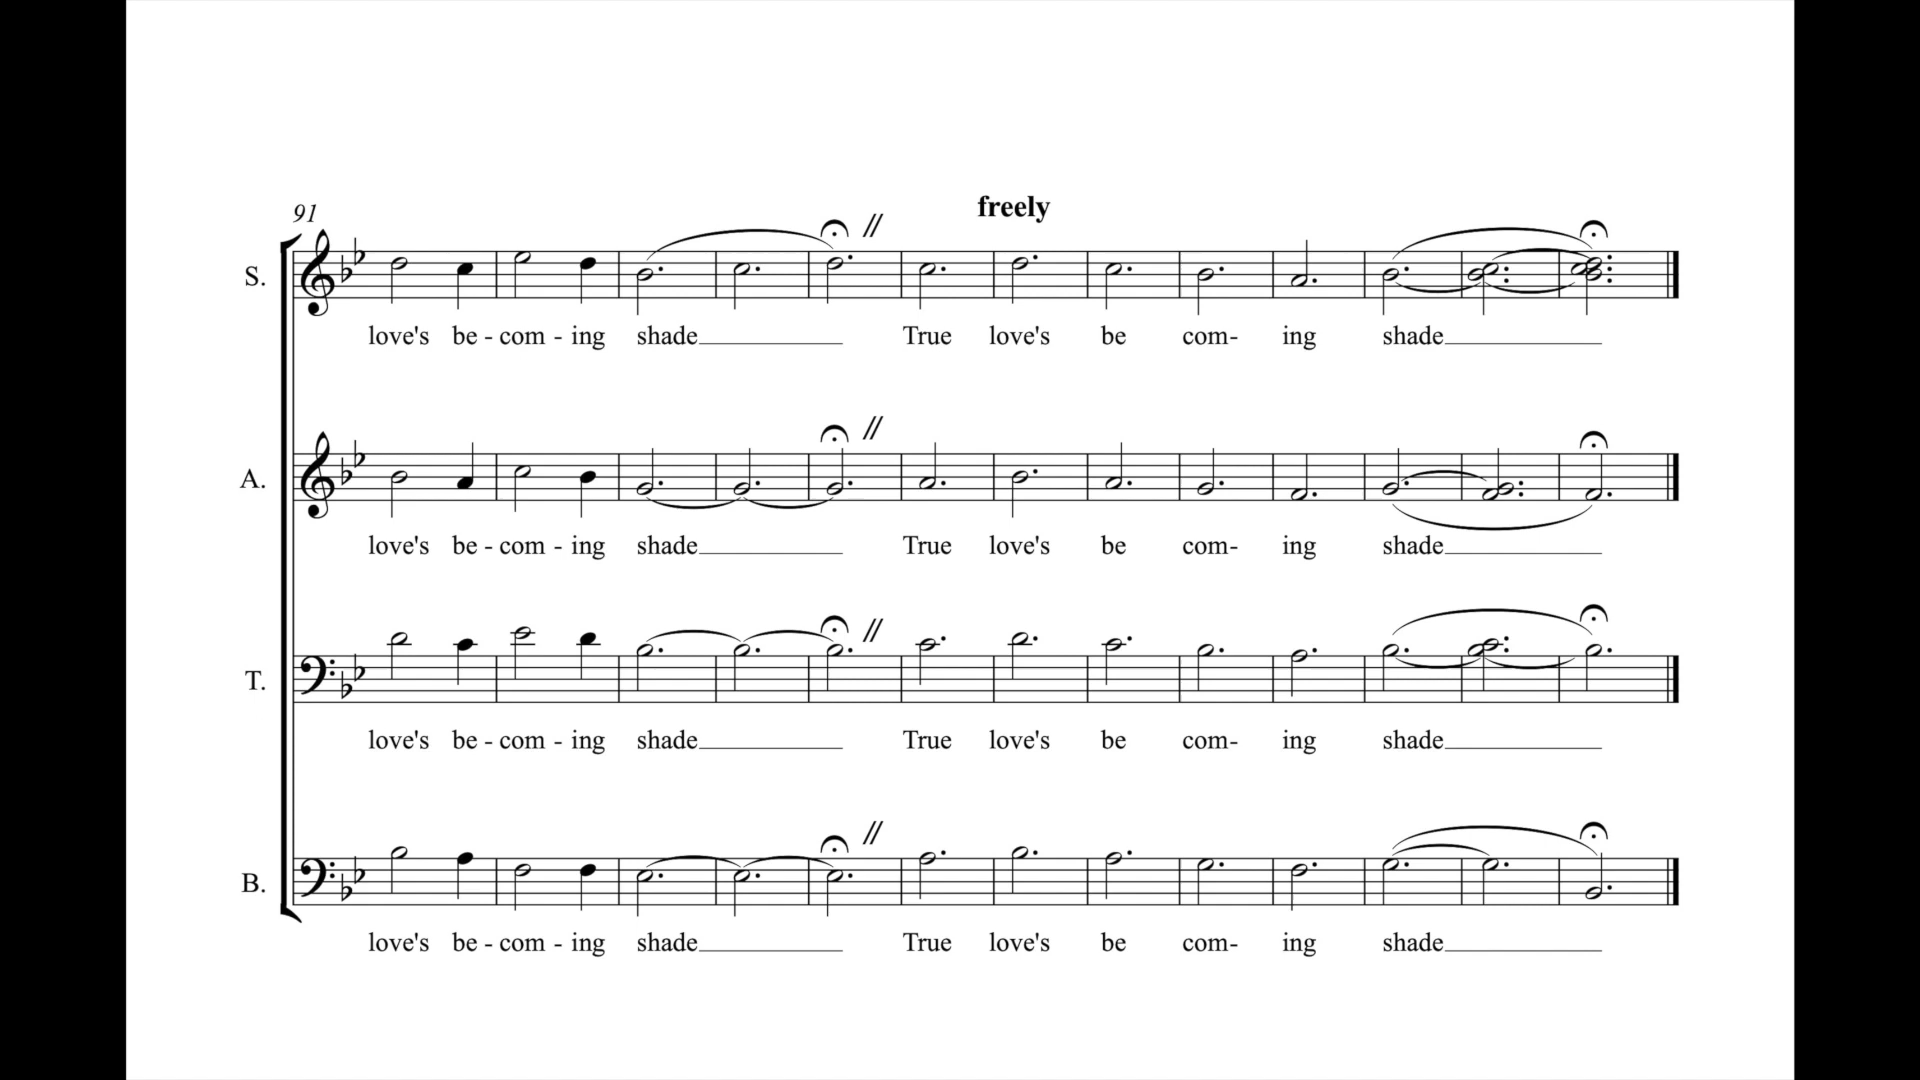 freely
91
S.
love's be - com - ing shade True love's be com- ing shade
A.
love's be - com - ing shade True love's be com- ing shade
T.
love's be - com - ing shade True love's be com- ing shade
B.
love's be - com - ing shade True love's be com- ing shade